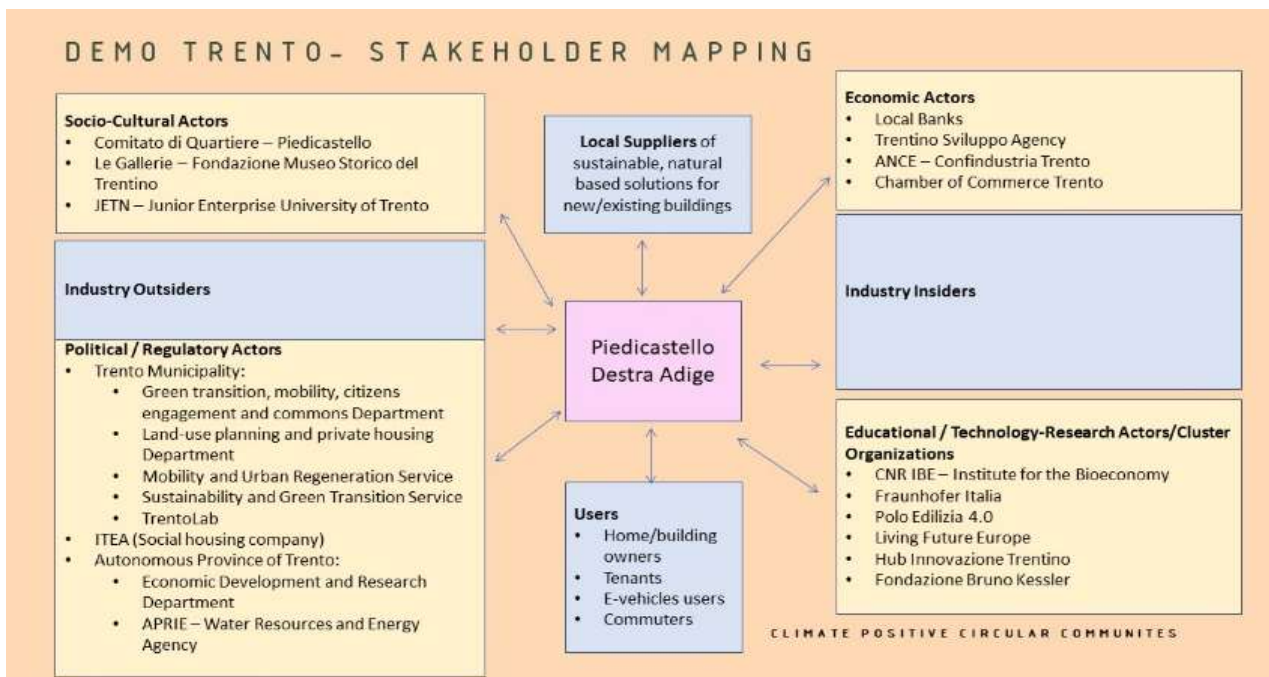 DEMO TRENTO- STAKEHOLDER MAPPING
Socio-Cultural Actors
• Comitato di Quartiere – Piedicastello
• Le Gallerie – Fondazione Museo Storico del
Trentino
• JETN – Junior Enterprise University of Trento
Industry Outsiders
Political / Regulatory Actors
• Trento Municipality:
• Green transition, mobility, citizens
engagement and commons Department
• Land-use planning and private housing
Department
• Mobility and Urban Regeneration Service
• Sustainability and Green Transition Service
• TrentoLab
• ITEA (Social housing company)
• Autonomous Province of Trento:
• Economic Development and Research
Department
• APRIE – Water Resources and Energy
Agency
Local Suppliers of
sustainable, natural
based solutions for
new/existing buildings
Piedicastello
Destra Adige
Users
• Home/building
owners
• Tenants
• E-vehicles users
• Commuters
Economic Actors
• Local Banks
• Trentino Sviluppo Agency
• ANCE – Confindustria Trento
• Chamber of Commerce Trento
Industry Insiders
Educational / Technology-Research Actors/Cluster
Organizations
• CNR IBE – Institute for the Bioeconomy
• Fraunhofer Italia
• Polo Edilizia 4.0
• Living Future Europe
• Hub Innovazione Trentino
• Fondazione Bruno Kessler
CLIMATE POSITIVE CIRCULAR COMMUNITES